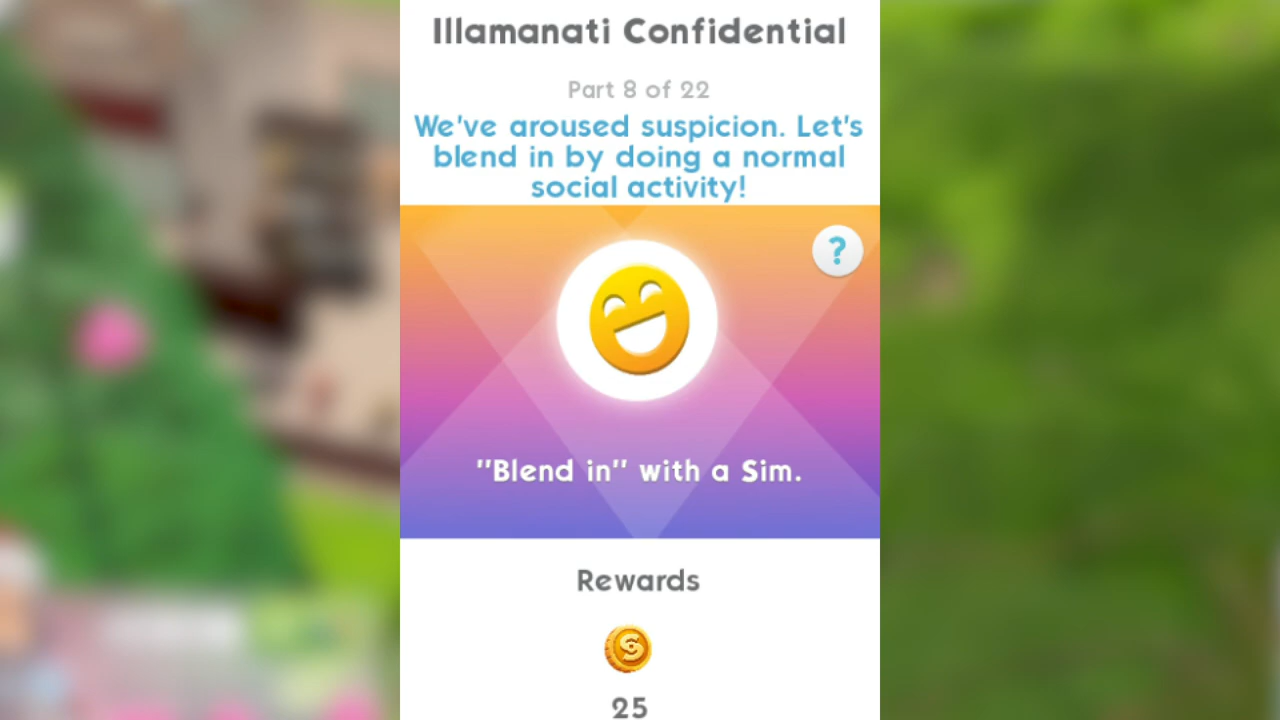 Illamanati Confidential
Part 8 of 22
We've aroused suspicion. Let's
blend in by doing a normal
social activity!
?
"Blend in" with a Sim.
Rewards
S
25